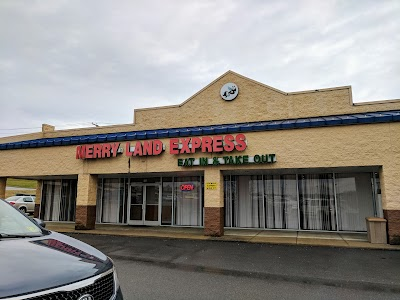 MERRY LAND EXPRESS
EAT IN & TAKE OUT
OPEN